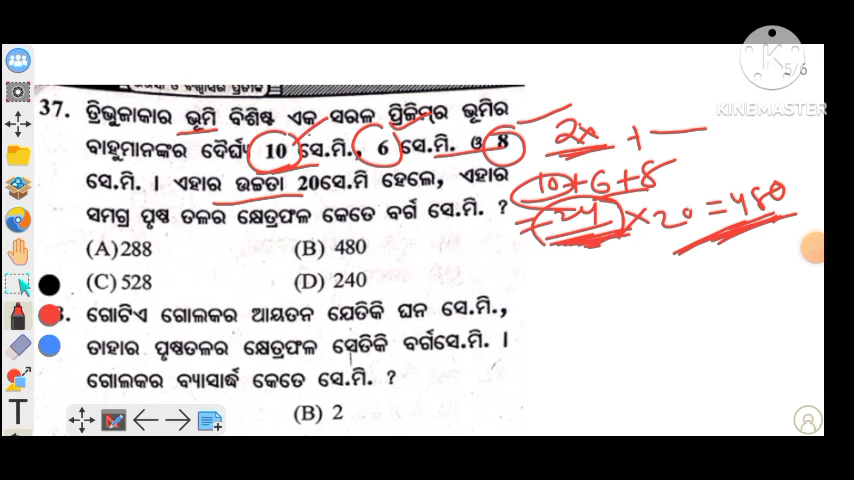 5/6
KINEMASTER
37. ତ୍ରିଭୁଜାକାର ଭୂମି ବିଶିଷ୍ଟ ଏକ ସରଳ ପ୍ରିଜିମ୍‌ର ଭୂମିର
ବାହୁମାନଙ୍କର ଦୈର୍ଘ୍ୟ 10 ସେ.ମି., 6 ସେ.ମି. ଓ 8
ସେ.ମି. । ଏହାର ଉଚ୍ଚତା 20ସେ.ମି ହେଲେ, ଏହାର
ସମଗ୍ର ପୃଷ୍ଠ ତଳର କ୍ଷେତ୍ରଫଳ କେତେ ବର୍ଗ ସେ.ମି. ?
(A) 288 (B) 480
(C) 528 (D) 240
ଗୋଟିଏ ଗୋଲକର ଆୟତନ ଯେତିକି ଘନ ସେ.ମି.,
ତାହାର ପୃଷ୍ଠତଳର କ୍ଷେତ୍ରଫଳ ସେତିକି ବର୍ଗସେ.ମି. ।
ଗୋଲକର ବ୍ୟାସାର୍ଦ୍ଧ କେତେ ସେ.ମି. ?
(B) 2
2x +
10+6+8
=24 × 20 = 480
T